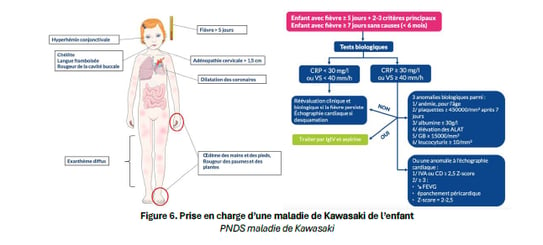 Fièvre > 5 jours
Hyperhémie conjonctivale
Chéilite
Langue framboisée
Rougeur de la cavité buccale
Adénopathie cervicale > 1,5 cm
Dilatation des coronaires
Exanthème diffus
Œdème des mains et des pieds,
Rougeur des paumes et des
plantes
Enfant avec fièvre ≥ 5 jours + 2-3 critères principaux
Enfant avec fièvre ≥ 7 jours sans causes (< 6 mois)
Tests biologiques
CRP < 30 mg/l
ou VS < 40 mm/h
CRP ≥ 30 mg/l
ou VS ≥ 40 mm/h
Réévaluation clinique et
biologique si la fièvre persiste
Échographie cardiaque si
desquamation
NON
OUI
Traiter par IgIV et aspirine
3 anomalies biologiques parmi :
1/ anémie, pour l'âge
2/ plaquettes ≥ 450000/mm³ après 7
jours
3/ albumine ≤ 30g/l
4/ élévation des ALAT
5/ GB ≥ 15000/mm³
6/ leucocyturie ≥ 10/mm³
Ou une anomalie à l'échographie
cardiaque :
1/ IVA ou CD ≥ 2,5 Z-score
2/ ≥ 3 :
• ↘ FEVG
• épanchement péricardique
• Z-score = 2-2,5
Figure 6. Prise en charge d'une maladie de Kawasaki de l'enfant
PNDS maladie de Kawasaki